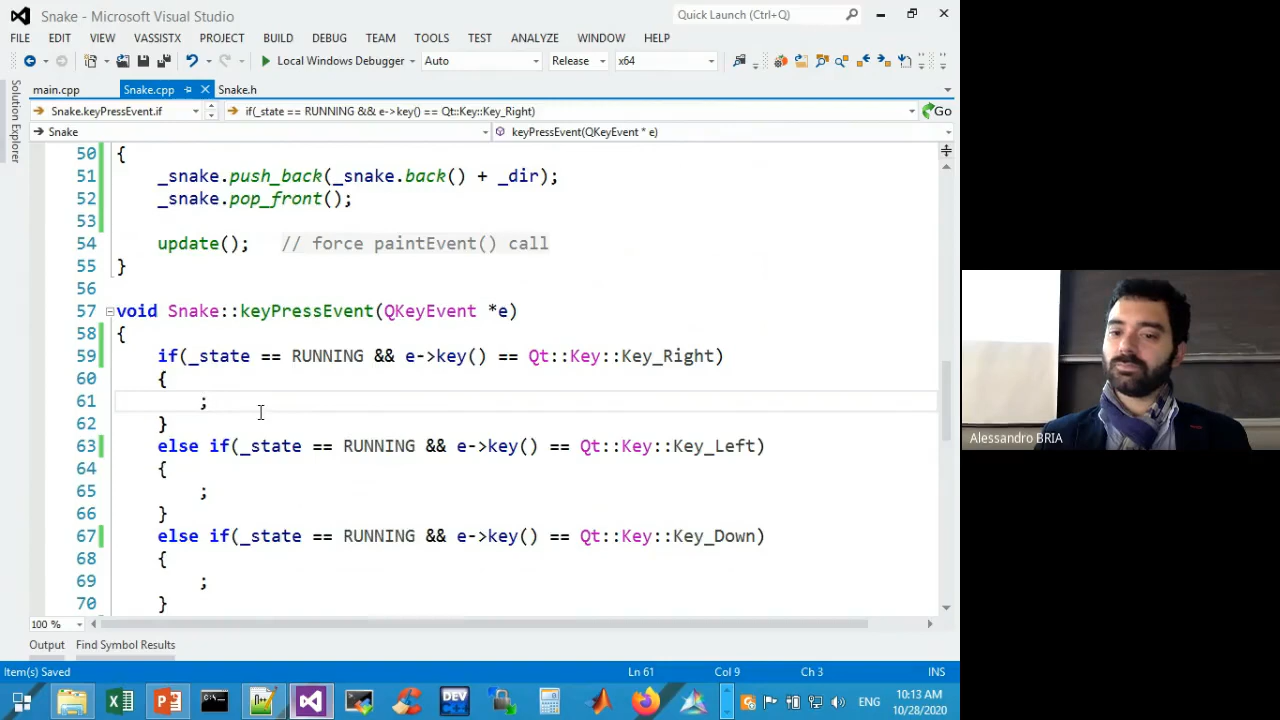 Snake - Microsoft Visual Studio
Quick Launch (Ctrl+Q)
FILE EDIT VIEW VASSISTX PROJECT BUILD DEBUG TEAM TOOLS TEST ANALYZE WINDOW HELP
Local Windows Debugger Auto Release x64
main.cpp Snake.cpp Snake.h
Solution Explorer
Snake.keyPressEvent.if if(_state == RUNNING && e->key() == Qt::Key::Key_Right) Go
Snake keyPressEvent(QKeyEvent * e)
50 {
51 _snake.push_back(_snake.back() + _dir);
52 _snake.pop_front();
53
54 update(); // force paintEvent() call
55 }
56
57 void Snake::keyPressEvent(QKeyEvent *e)
58 {
59 if(_state == RUNNING && e->key() == Qt::Key::Key_Right)
60 {
61 ;
62 }
63 else if(_state == RUNNING && e->key() == Qt::Key::Key_Left)
64 {
65 ;
66 }
67 else if(_state == RUNNING && e->key() == Qt::Key::Key_Down)
68 {
69 ;
70 }
100 %
Output Find Symbol Results
Item(s) Saved Ln 61 Col 9 Ch 3 INS
DEV C++
ENG
10:13 AM
10/28/2020
Alessandro BRIA